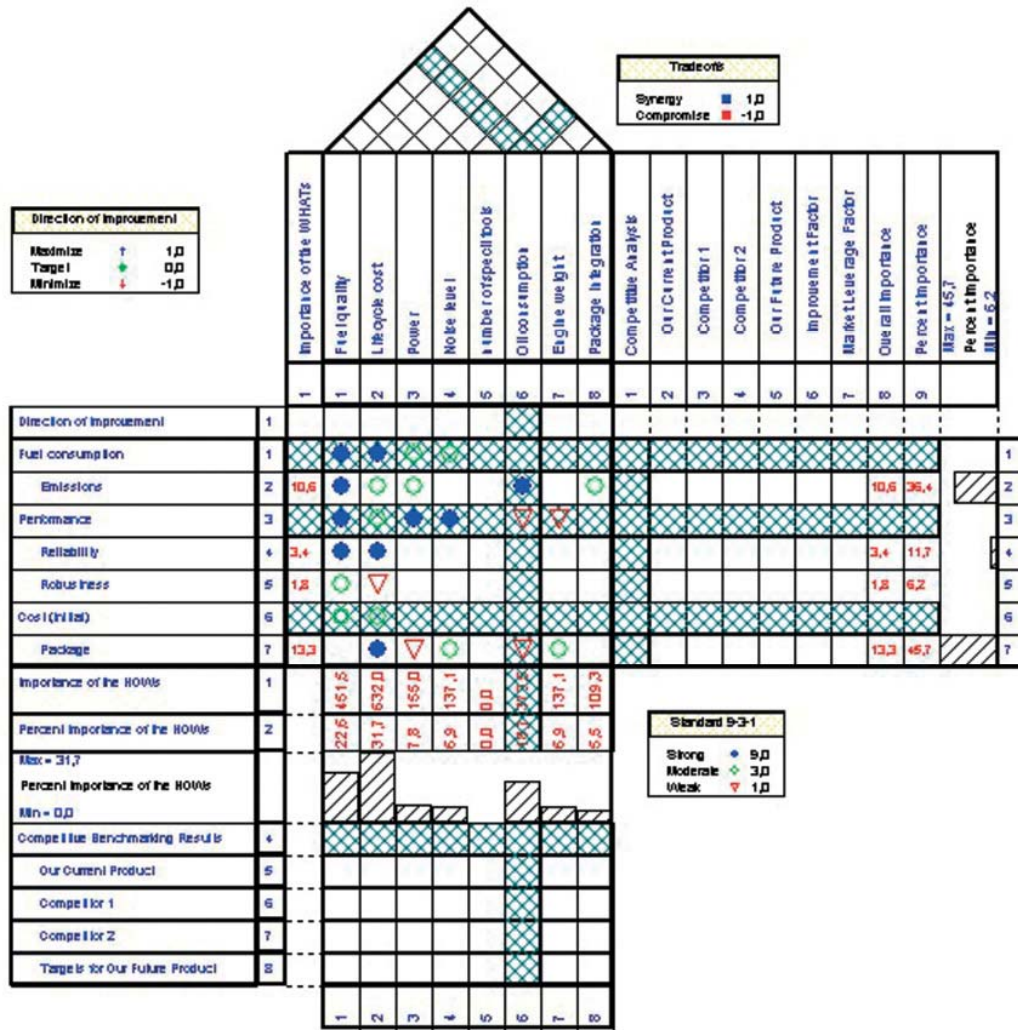 Tradeoffs
Synergy 1,0
Compromise -1,0
Direction of Improvement
Maximize 1,0
Target 0,0
Minimize -1,0
Importance of the WHATs
Fuel quality
Lifecycle cost
Power
Noise level
number of specil tools
Oil consumption
Engine weight
Package Integration
Competitive Analysis
Our Current Product
Competitor 1
Competitor 2
Our Future Product
Improvement Factor
Market Leverage Factor
Overall Importance
Percent Importance
Max = 45,7
Percent Importance
Min = 6,2
1 1 2 3 4 5 6 7 8 1 2 3 4 5 6 7 8 9
Direction of Improvement 1
Fuel consumption 1 1
Emissions 2 10,6 10,6 36,4 2
Performance 3 3
Reliability 4 3,4 3,4 11,7 4
Robustness 5 1,8 1,8 6,2 5
Cost (initial) 6 6
Package 7 13,3 13,3 45,7 7
Importance of the HOWs 1 451,5 632,0 155,0 137,1 0,0 137,1 109,3
Percent Importance of the HOWs 2 22,6 31,7 7,8 6,9 0,0 6,9 5,5
Max = 31,7
Percent Importance of the HOWs
Min = 0,0
Standard 9-3-1
Strong 9,0
Moderate 3,0
Weak 1,0
Competitive Benchmarking Results 4
Our Current Product 5
Competitor 1 6
Competitor 2 7
Targets for Our Future Product 8
1 2 3 4 5 6 7 8